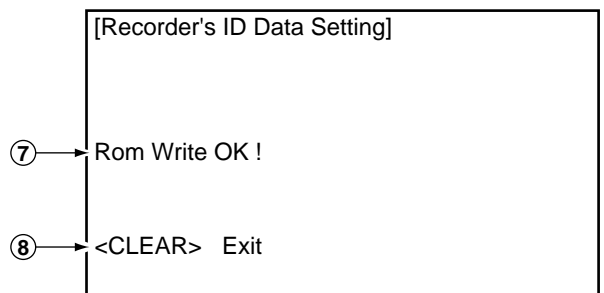 [Recorder's ID Data Setting]
7 Rom Write OK !
8 <CLEAR> Exit